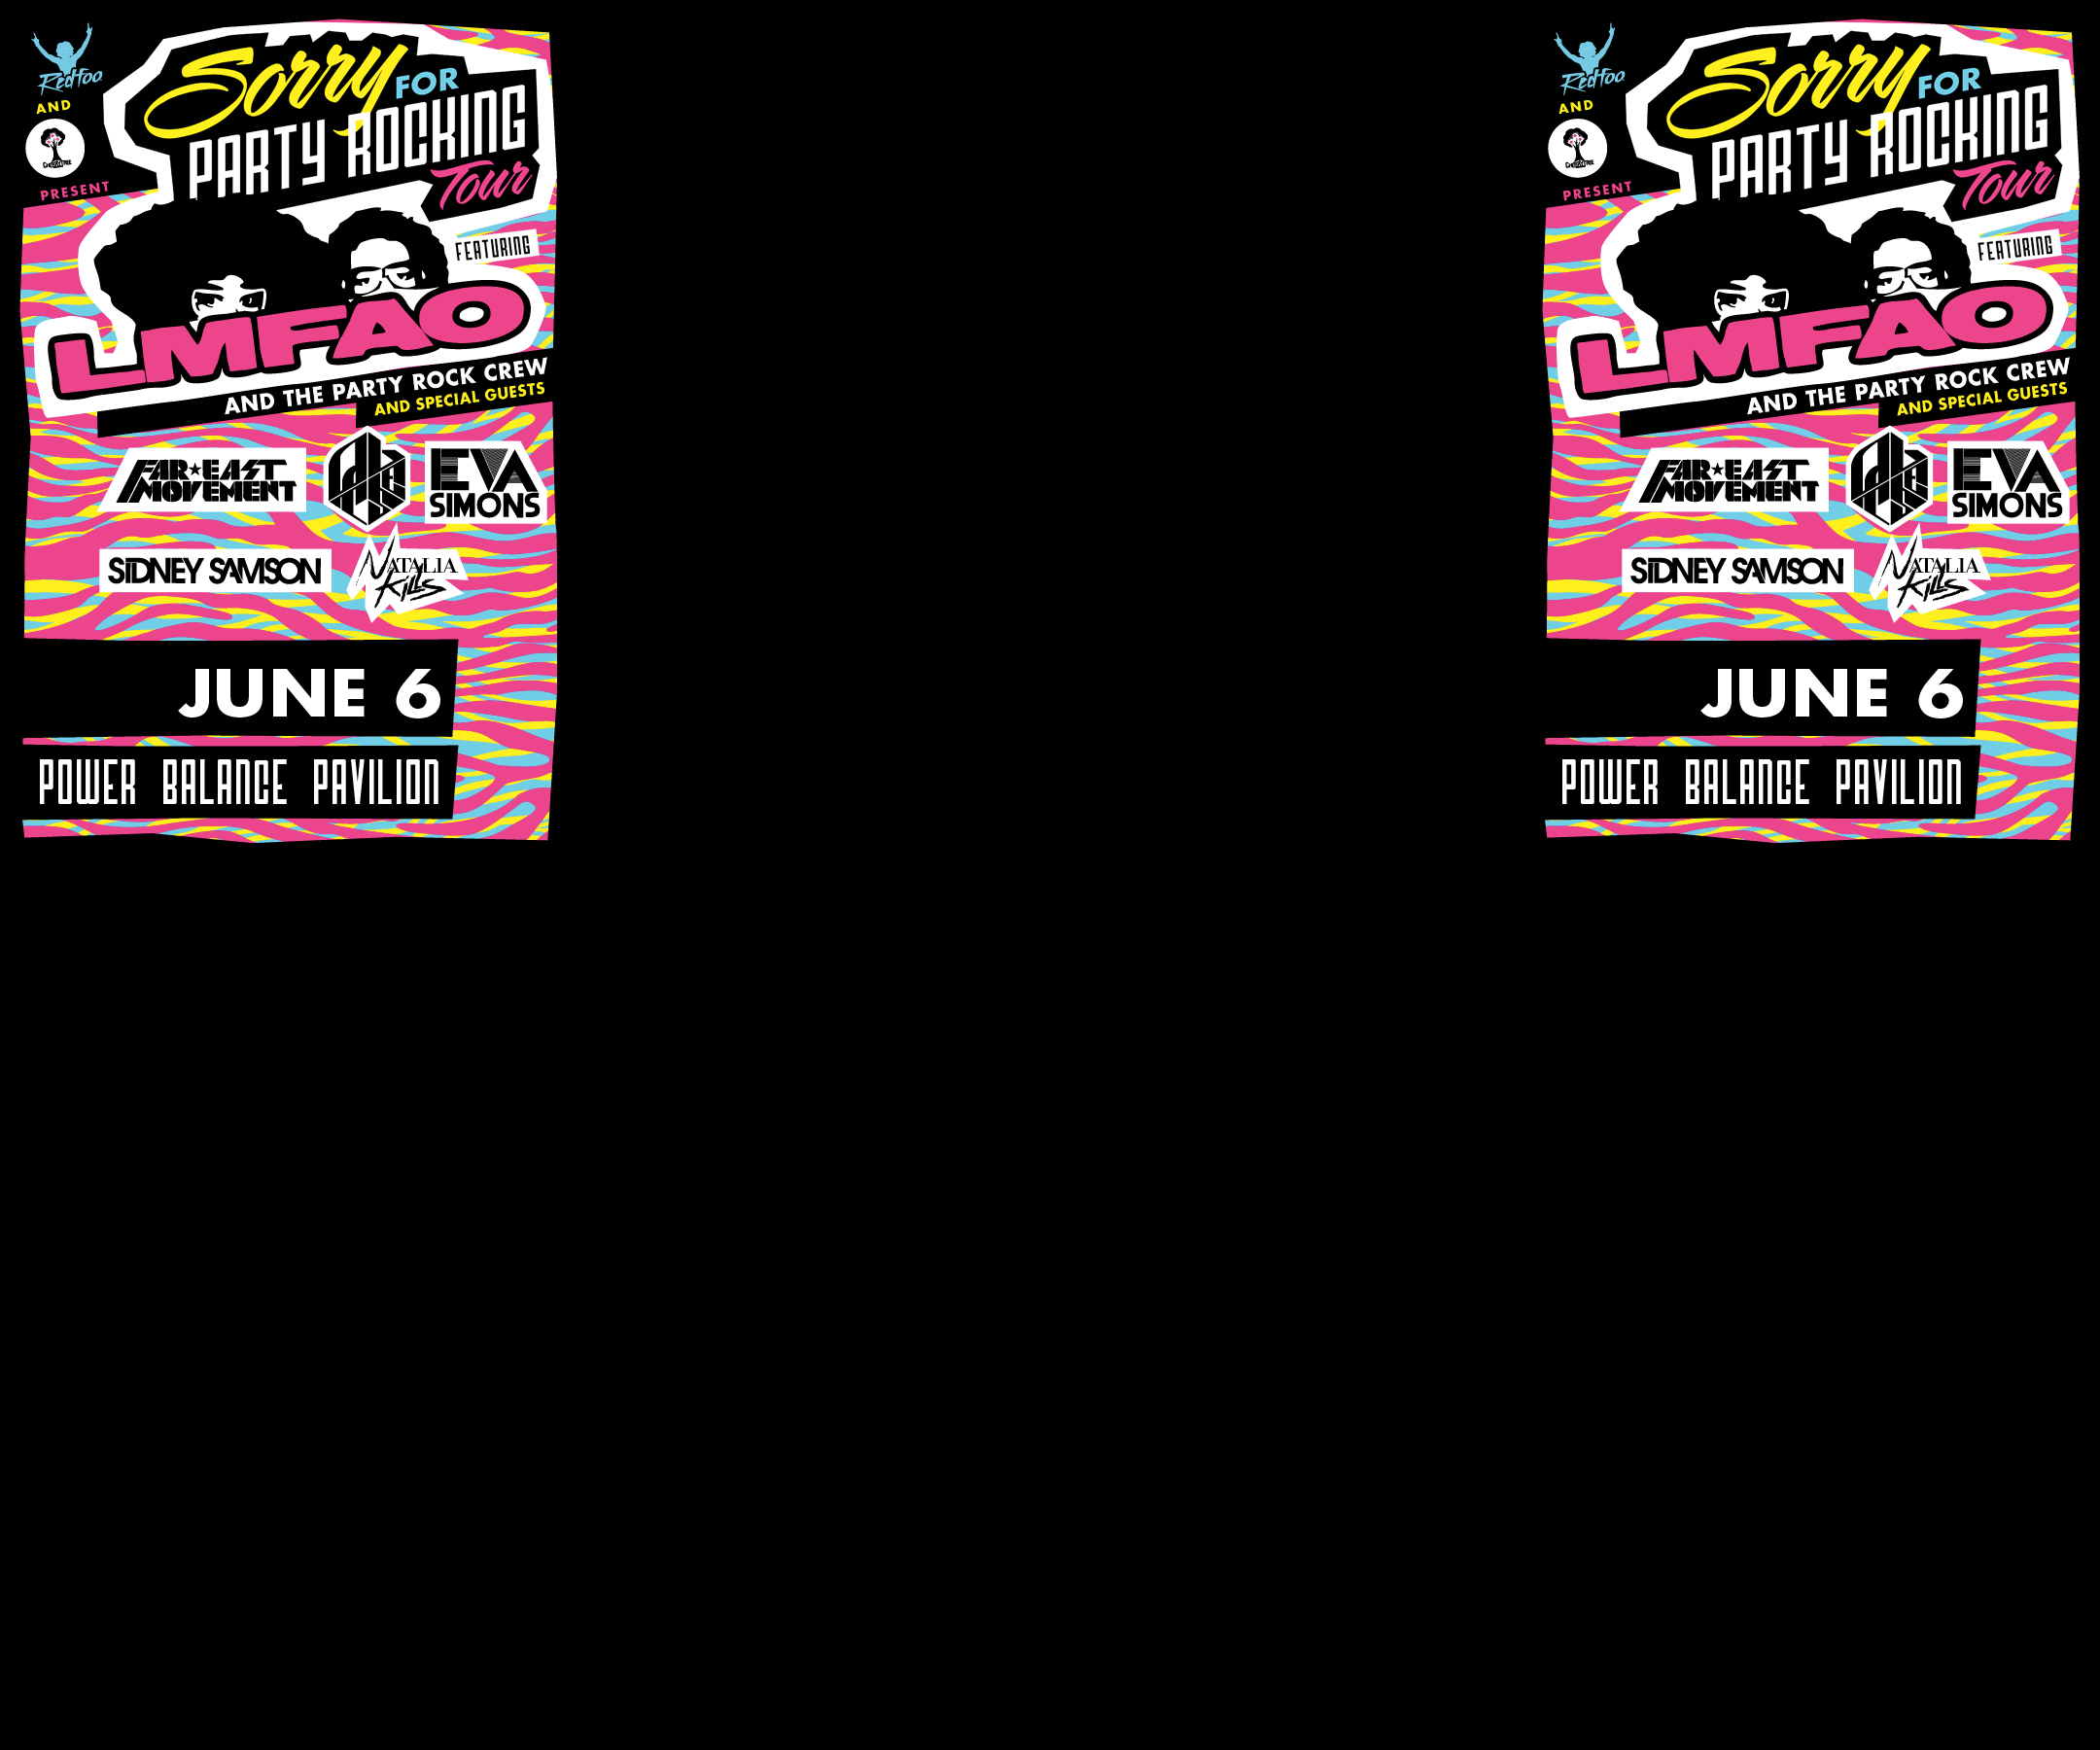 RedFoo
AND
PRESENT
Sorry FOR
PARTY ROCKING
Tour
FEATURING
LMFAO
AND THE PARTY ROCK CREW
AND SPECIAL GUESTS
FAR★EAST
MOVEMENT
EVA
SIMONS
SIDNEY SAMSON
NATALIA
KiLLS
JUNE 6
POWER BALANCE PAVILION
RedFoo
AND
PRESENT
Sorry FOR
PARTY ROCKING
Tour
FEATURING
LMFAO
AND THE PARTY ROCK CREW
AND SPECIAL GUESTS
FAR★EAST
MOVEMENT
EVA
SIMONS
SIDNEY SAMSON
NATALIA
KiLLS
JUNE 6
POWER BALANCE PAVILION